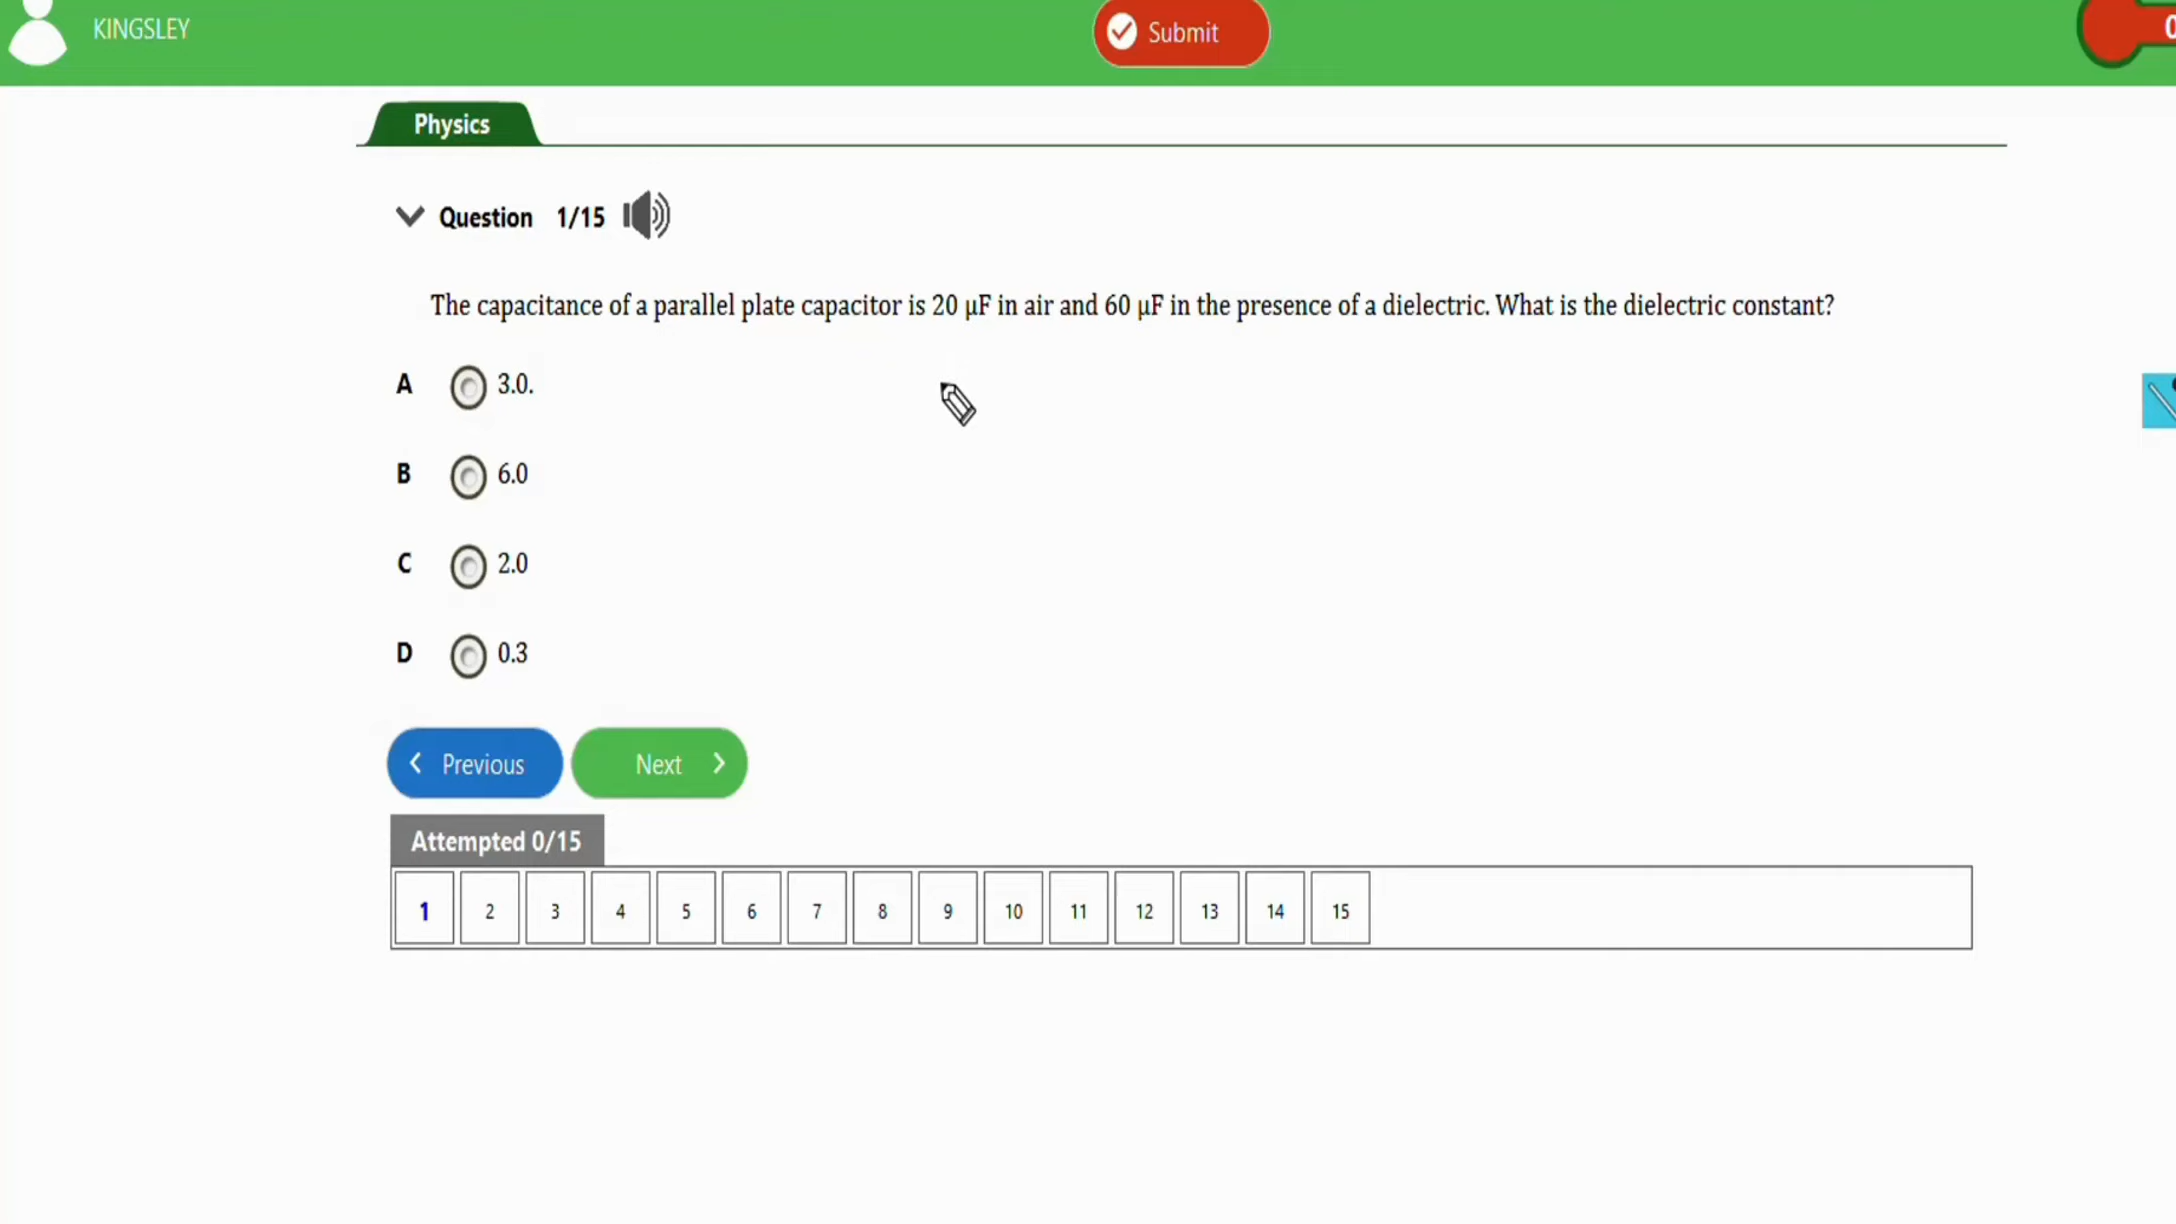 KINGSLEY
Submit
0
Physics
Question 1/15
The capacitance of a parallel plate capacitor is 20 µF in air and 60 µF in the presence of a dielectric. What is the dielectric constant?
A 3.0.
B 6.0
C 2.0
D 0.3
Previous Next
Attempted 0/15
1 2 3 4 5 6 7 8 9 10 11 12 13 14 15